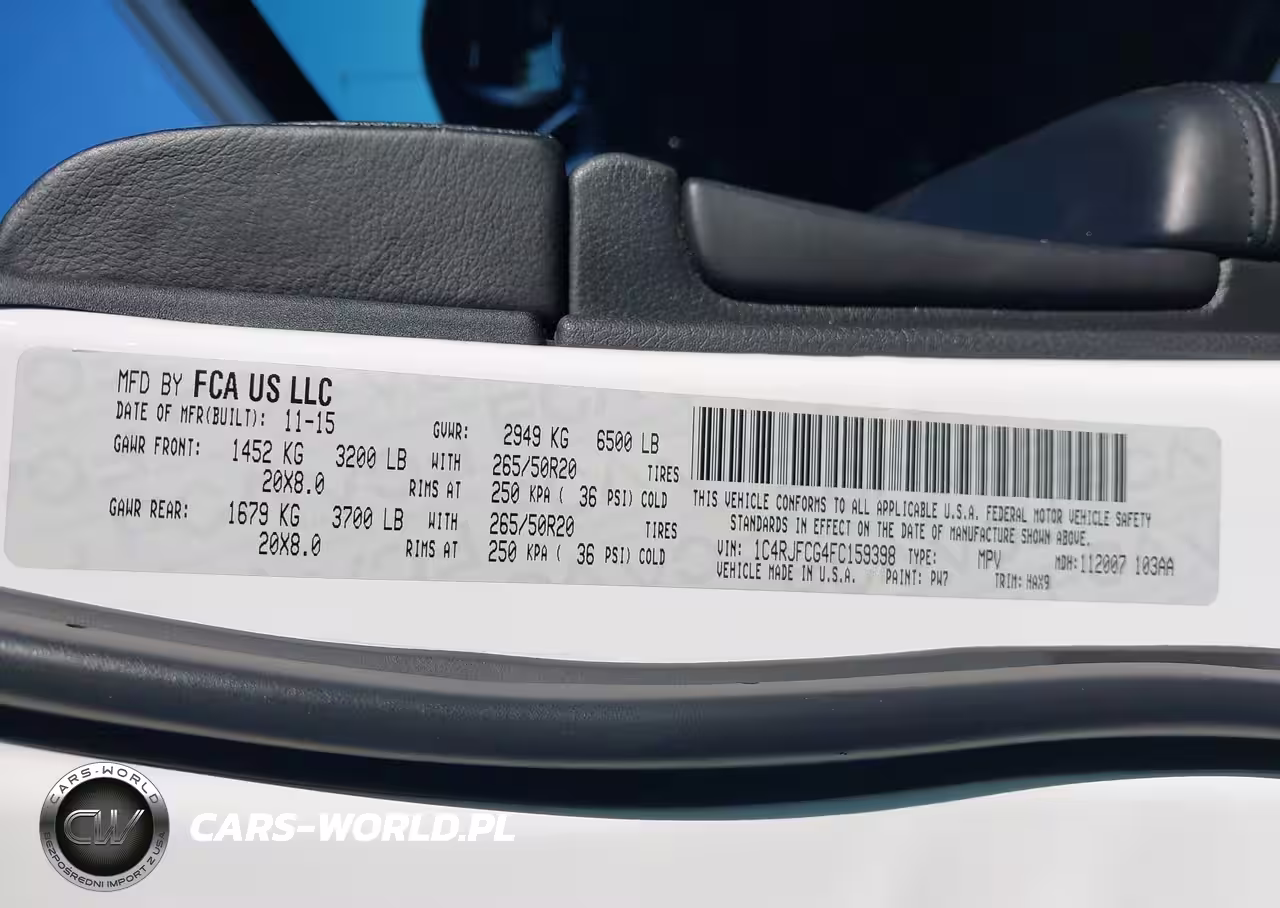 MFD BY FCA US LLC
DATE OF MFR(BUILT): 11-15 GVWR: 2949 KG 6500 LB
GAWR FRONT: 1452 KG 3200 LB WITH 265/50R20 TIRES
20X8.0 RIMS AT 250 KPA ( 36 PSI) COLD
GAWR REAR: 1679 KG 3700 LB WITH 265/50R20 TIRES
20X8.0 RIMS AT 250 KPA ( 36 PSI) COLD
THIS VEHICLE CONFORMS TO ALL APPLICABLE U.S.A. FEDERAL MOTOR VEHICLE SAFETY
STANDARDS IN EFFECT ON THE DATE OF MANUFACTURE SHOWN ABOVE.
VIN: 1C4RJFCG4FC159398 TYPE: MPV MDH:112007 103AA
VEHICLE MADE IN U.S.A. PAINT: PW7 TRIM: HAX9
CARS-WORLD
CW
BEZPOŚREDNI IMPORT Z USA
CARS-WORLD.PL